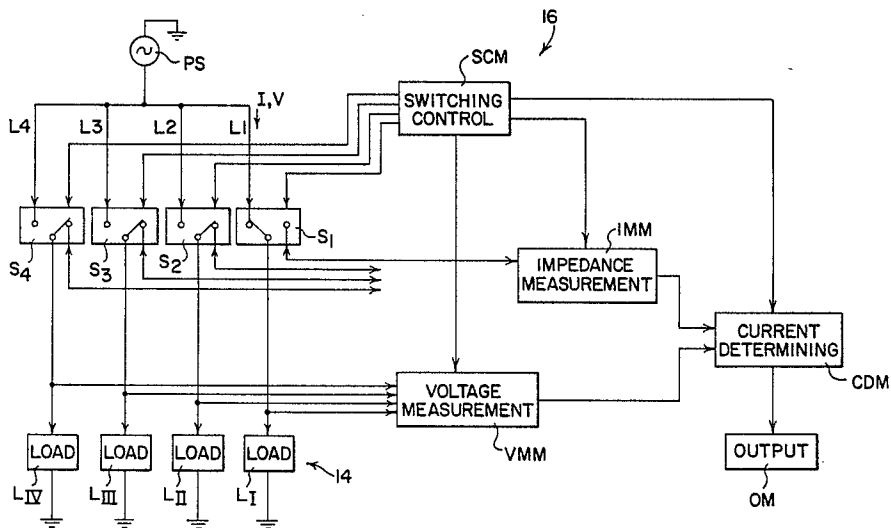 16
SCM
PS
I,V
SWITCHING
CONTROL
L4
L3
L2
L1
S4
S3
S2
S1
IMM
IMPEDANCE
MEASUREMENT
CURRENT
DETERMINING
CDM
VOLTAGE
MEASUREMENT
VMM
LOAD
LOAD
LOAD
LOAD
14
OUTPUT
OM
LIV
LIII
LII
LI